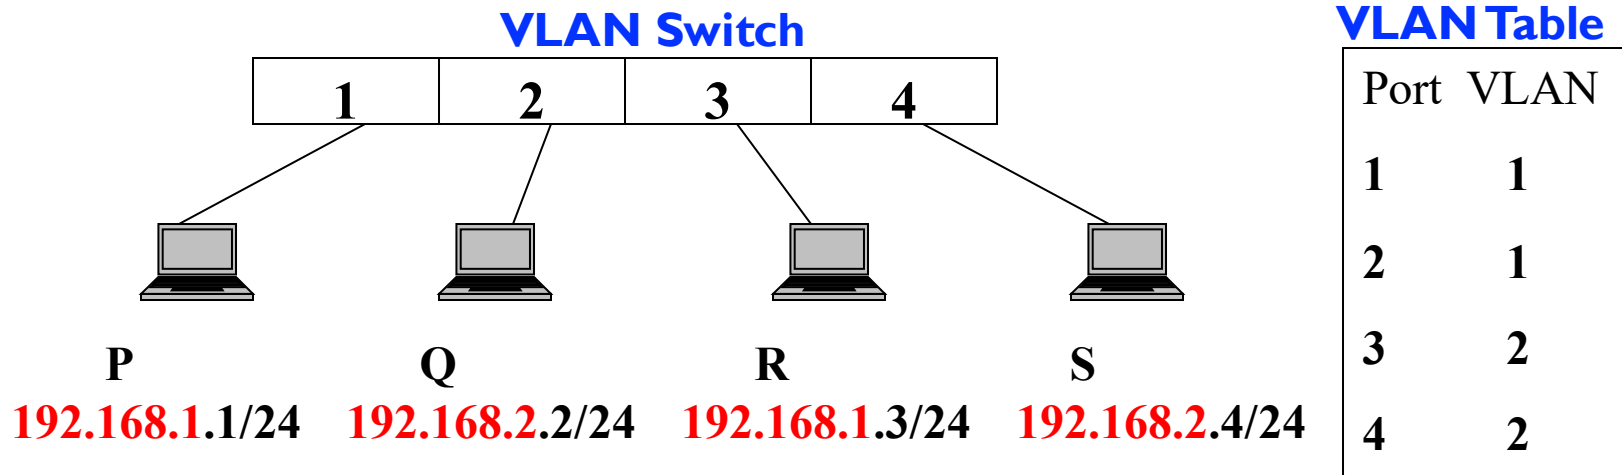 VLAN Switch
1 2 3 4
P Q R S
192.168.1.1/24 192.168.2.2/24 192.168.1.3/24 192.168.2.4/24
VLAN Table
Port VLAN
1 1
2 1
3 2
4 2